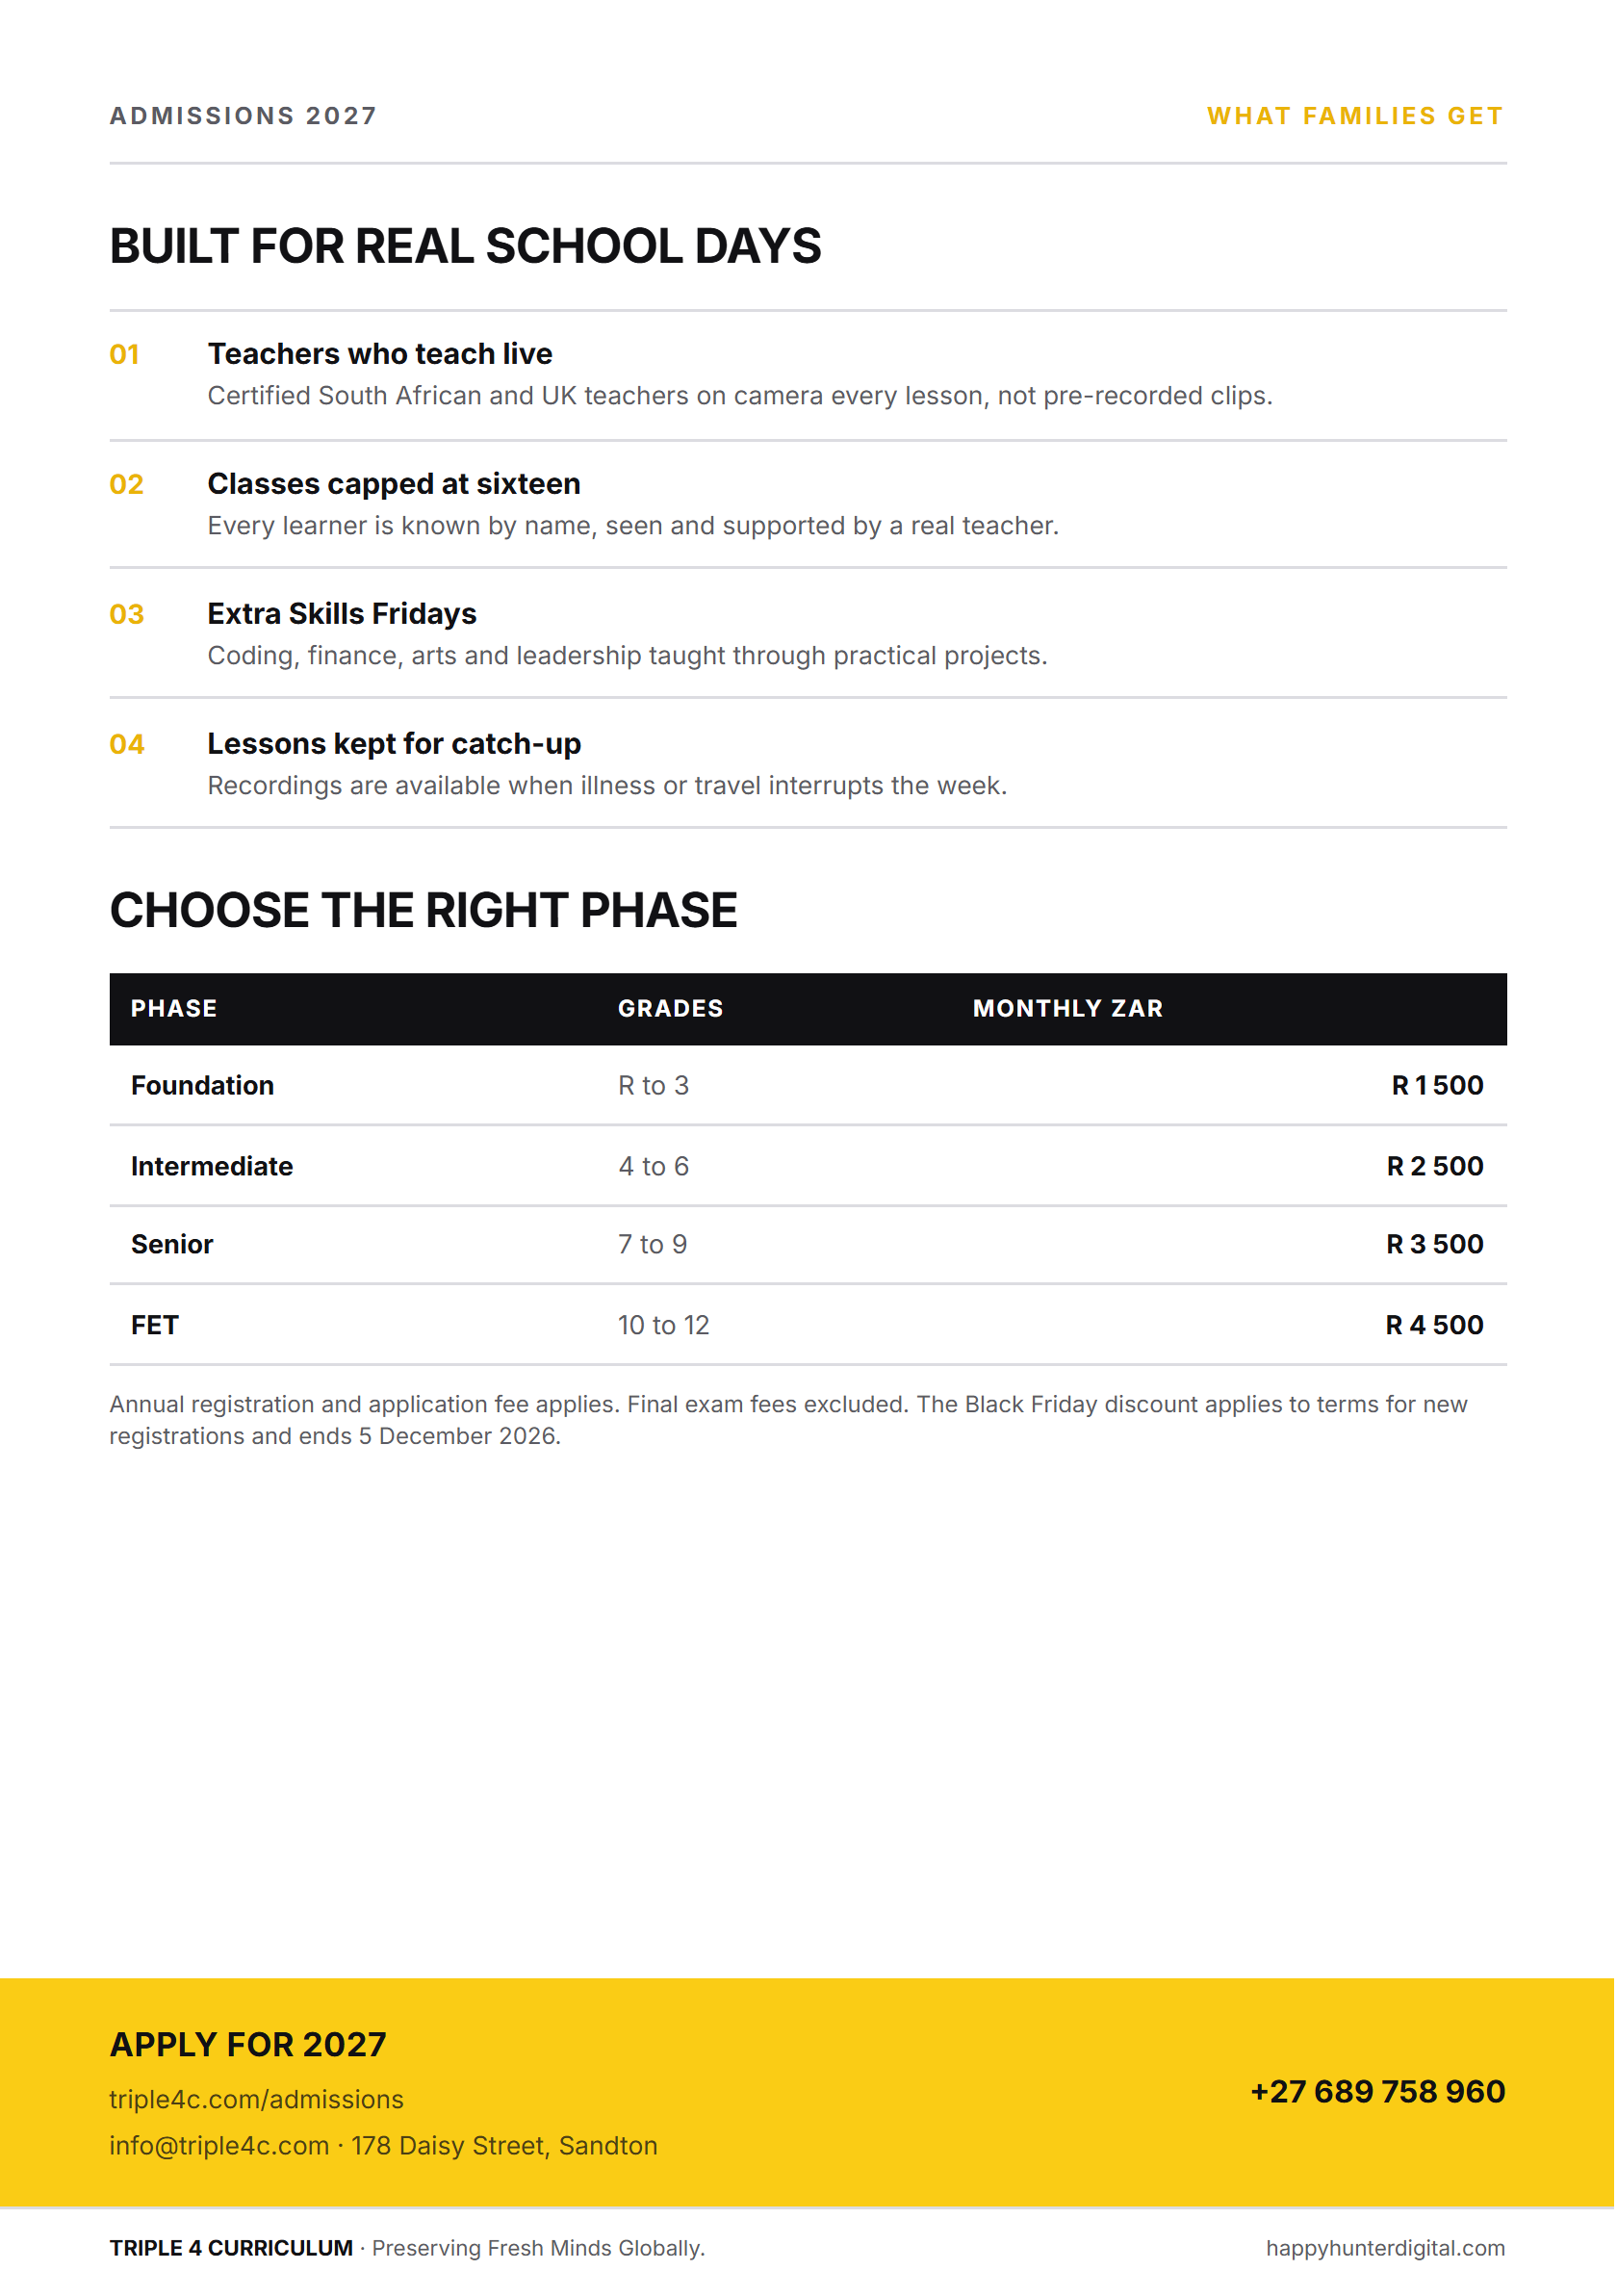 ADMISSIONS 2027
WHAT FAMILIES GET
BUILT FOR REAL SCHOOL DAYS
01 Teachers who teach live
Certified South African and UK teachers on camera every lesson, not pre-recorded clips.
02 Classes capped at sixteen
Every learner is known by name, seen and supported by a real teacher.
03 Extra Skills Fridays
Coding, finance, arts and leadership taught through practical projects.
04 Lessons kept for catch-up
Recordings are available when illness or travel interrupts the week.
CHOOSE THE RIGHT PHASE
PHASE GRADES MONTHLY ZAR
Foundation R to 3 R 1 500
Intermediate 4 to 6 R 2 500
Senior 7 to 9 R 3 500
FET 10 to 12 R 4 500
Annual registration and application fee applies. Final exam fees excluded. The Black Friday discount applies to terms for new
registrations and ends 5 December 2026.
APPLY FOR 2027
triple4c.com/admissions
info@triple4c.com · 178 Daisy Street, Sandton
+27 689 758 960
TRIPLE 4 CURRICULUM · Preserving Fresh Minds Globally.
happyhunterdigital.com